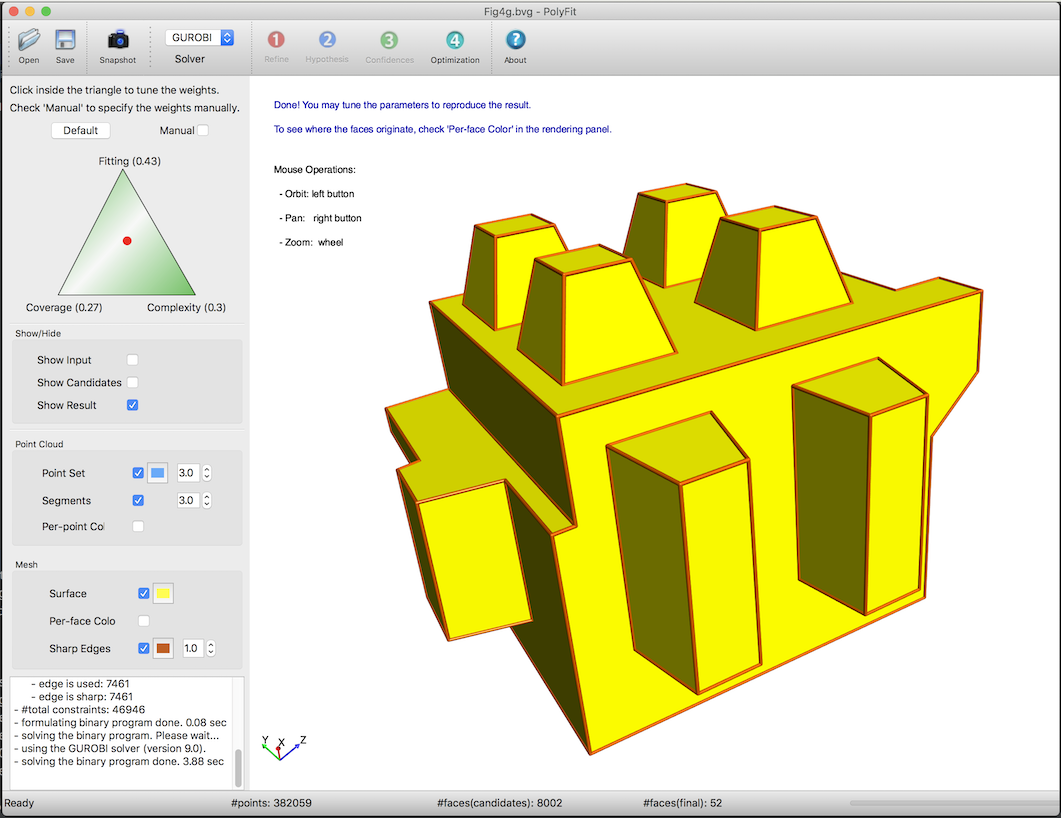 Fig4g.bvg - PolyFit
GUROBI
1 2 3 4 ?
Open Save Snapshot Solver Refine Hypothesis Confidences Optimization About
Click inside the triangle to tune the weights.
Check 'Manual' to specify the weights manually.
Default Manual
Fitting (0.43)
Coverage (0.27) Complexity (0.3)
Show/Hide
Show Input
Show Candidates
Show Result
Point Cloud
Point Set 3.0
Segments 3.0
Per-point Col
Mesh
Surface
Per-face Colo
Sharp Edges 1.0
- edge is used: 7461
- edge is sharp: 7461
- #total constraints: 46946
- formulating binary program done. 0.08 sec
- solving the binary program. Please wait...
- using the GUROBI solver (version 9.0).
- solving the binary program done. 3.88 sec
Done! You may tune the parameters to reproduce the result.
To see where the faces originate, check 'Per-face Color' in the rendering panel.
Mouse Operations:
- Orbit: left button
- Pan: right button
- Zoom: wheel
Y X Z
Ready #points: 382059 #faces(candidates): 8002 #faces(final): 52